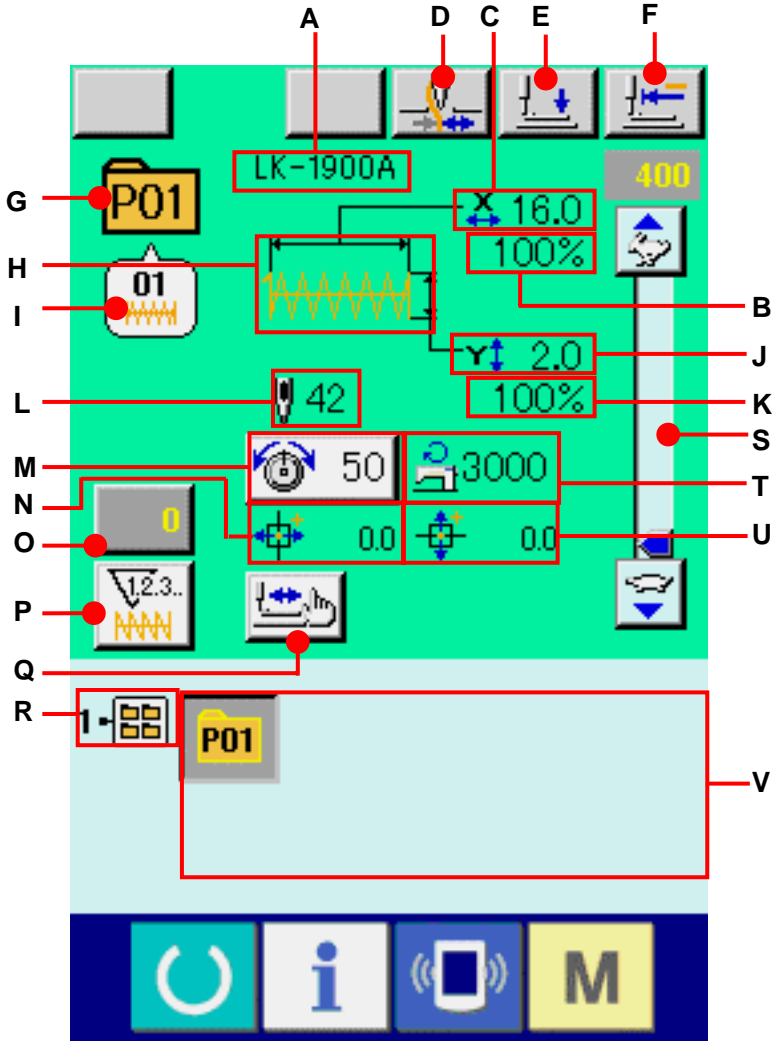 A D C E F
LK-1900A
400
G P01
X 16.0
H 100%
01
I B
Y 2.0 J
L 42 100% K
S
M 50 3000 T
N 0.0 0.0 U
O 0
P 1.2.3..
Q
R 1 P01
V
i M